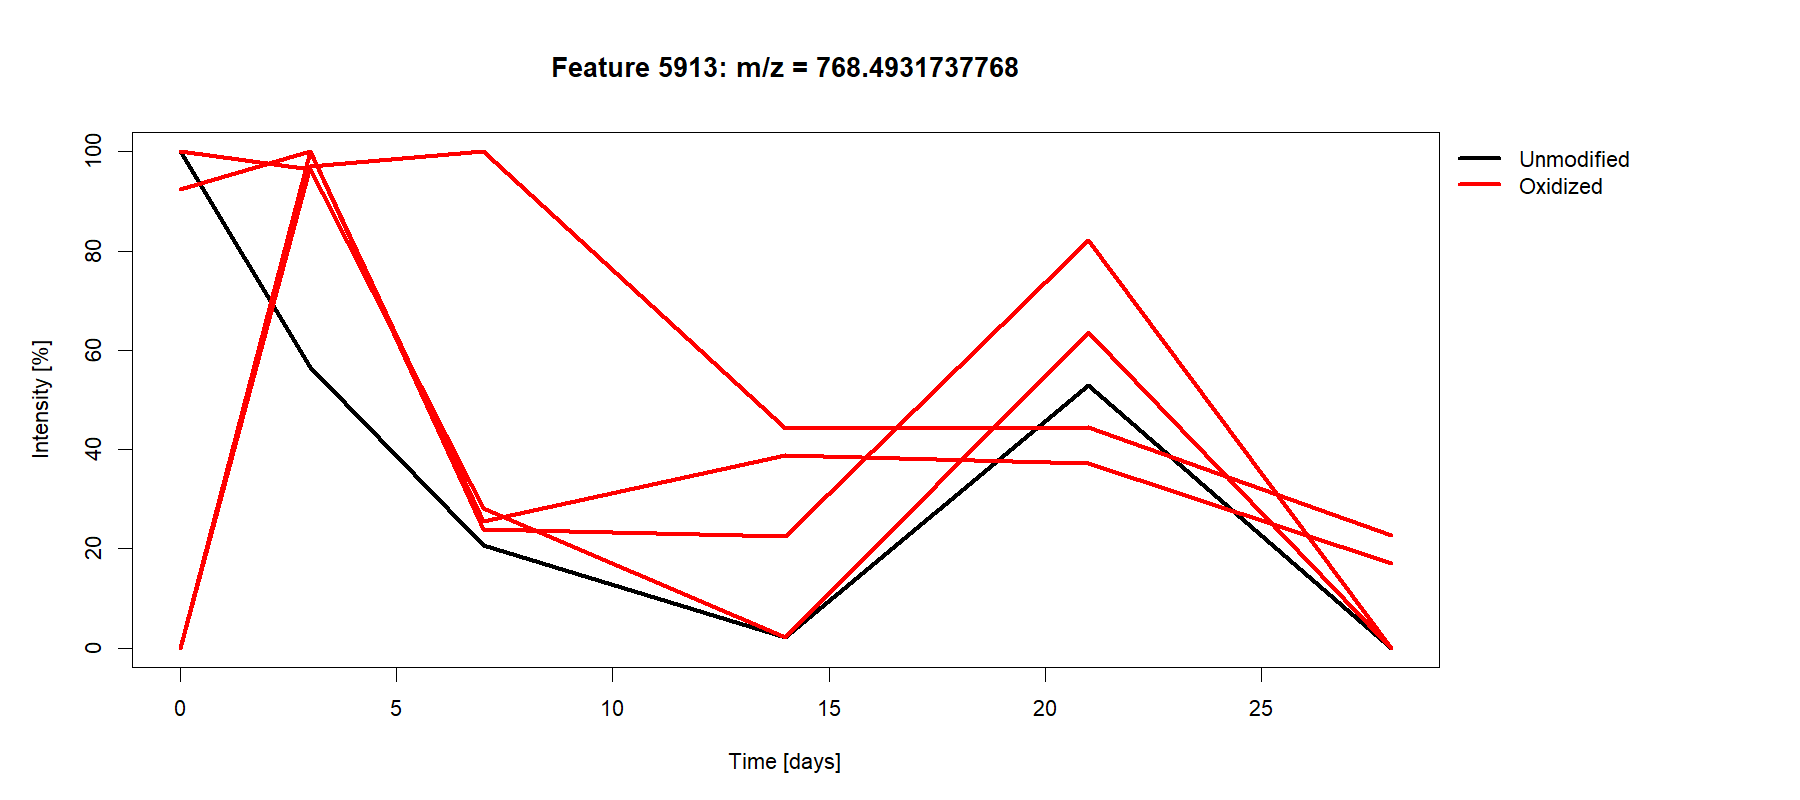 Feature 5913: m/z = 768.4931737768
Unmodified
Oxidized
Intensity [%]
100
80
60
40
20
0
0 5 10 15 20 25
Time [days]